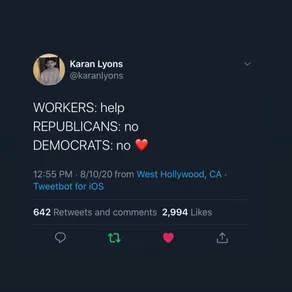 Karan Lyons
@karanlyons
WORKERS: help
REPUBLICANS: no
DEMOCRATS: no ❤️
12:55 PM · 8/10/20 from West Hollywood, CA ·
Tweetbot for iOS
642 Retweets and comments 2,994 Likes